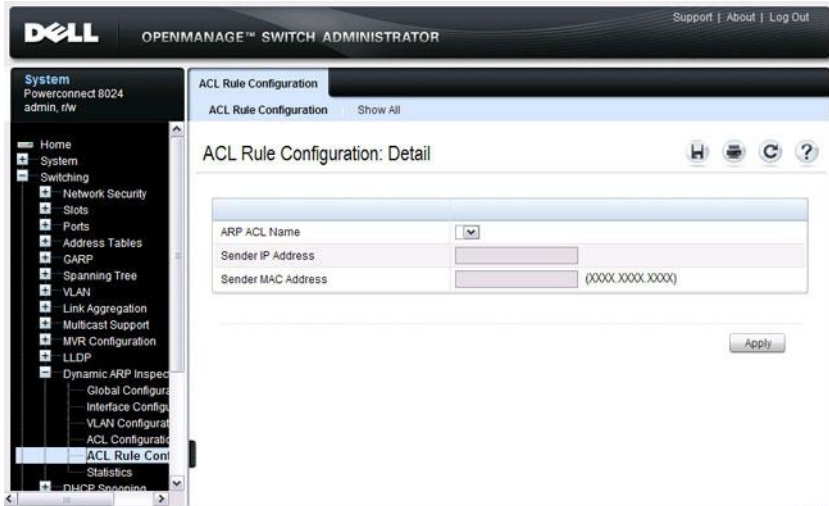 Support | About | Log Out
DELL OPENMANAGE™ SWITCH ADMINISTRATOR
System
Powerconnect 8024
admin, r/w
Home
System
Switching
Network Security
Slots
Ports
Address Tables
GARP
Spanning Tree
VLAN
Link Aggregation
Multicast Support
MVR Configuration
LLDP
Dynamic ARP Inspec
Global Configura
Interface Configu
VLAN Configurat
ACL Configuratio
ACL Rule Conf
Statistics
DHCP Snooping
ACL Rule Configuration
ACL Rule Configuration Show All
ACL Rule Configuration: Detail
ARP ACL Name
Sender IP Address
Sender MAC Address (XXXX.XXXX.XXXX)
Apply